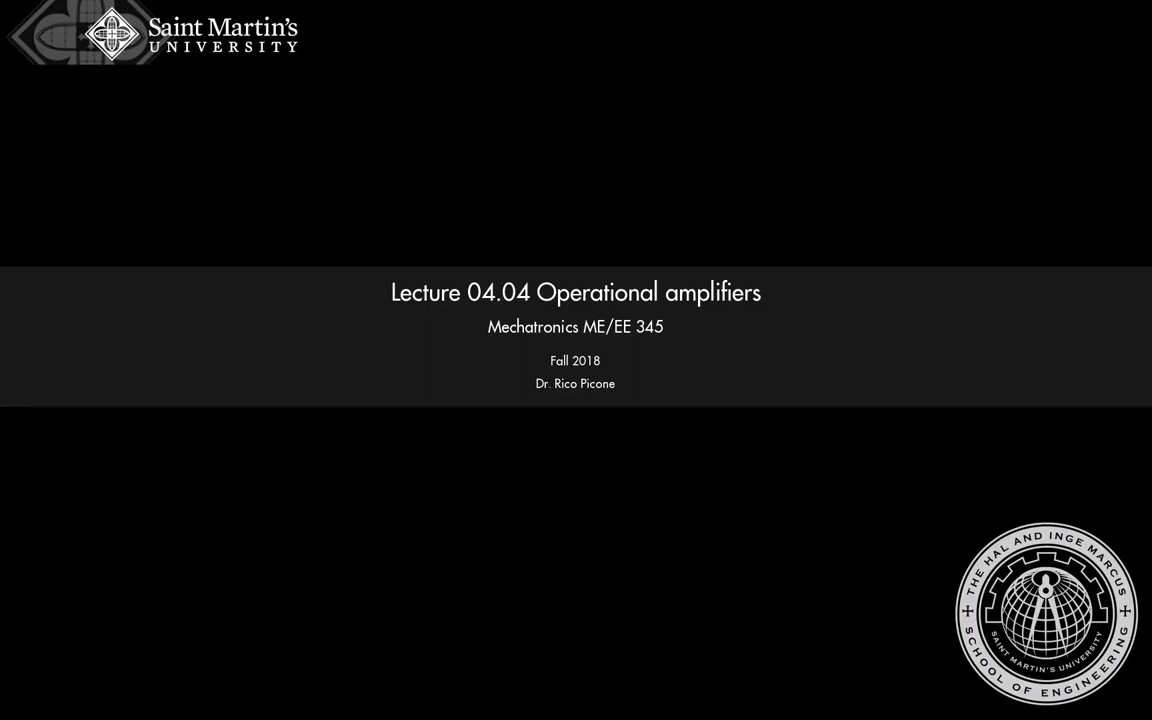 Saint Martin's
UNIVERSITY
Lecture 04.04 Operational amplifiers
Mechatronics ME/EE 345
Fall 2018
Dr. Rico Picone
THE HAL AND INGE MARCUS
SCHOOL OF ENGINEERING
SAINT MARTIN'S UNIVERSITY